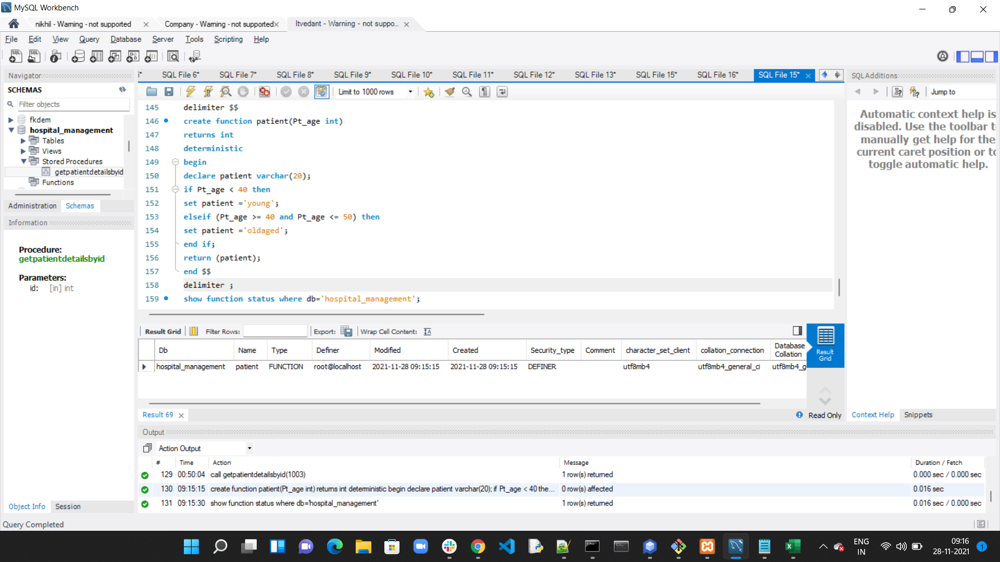 MySQL Workbench
nikhil - Warning - not supported
Company - Warning - not supported
Itvedant - Warning - not suppo...
File Edit View Query Database Server Tools Scripting Help
Navigator
SCHEMAS
Filter objects
fkdem
hospital_management
Tables
Views
Stored Procedures
getpatientdetailsbyid
Functions
Administration Schemas
Information
Procedure:
getpatientdetailsbyid
Parameters:
id: [in] int
Object Info Session
SQL File 6* SQL File 7* SQL File 8* SQL File 9* SQL File 10* SQL File 11* SQL File 12* SQL File 13* SQL File 15* SQL File 16* SQL File 15*
Limit to 1000 rows
145 delimiter $$
146 create function patient(Pt_age int)
147 returns int
148 deterministic
149 begin
150 declare patient varchar(20);
151 if Pt_age < 40 then
152 set patient ='young';
153 elseif (Pt_age >= 40 and Pt_age <= 50) then
154 set patient ='oldaged';
155 end if;
156 return (patient);
157 end $$
158 delimiter ;
159 show function status where db='hospital_management';
Result Grid Filter Rows: Export: Wrap Cell Content:
Db Name Type Definer Modified Created Security_type Comment character_set_client collation_connection Database Collation
hospital_management patient FUNCTION root@localhost 2021-11-28 09:15:15 2021-11-28 09:15:15 DEFINER utf8mb4 utf8mb4_general_ci utf8mb4_g
Result Grid
Result 69
Read Only
SQLAdditions
Jump to
Automatic context help is
disabled. Use the toolbar t
manually get help for the
current caret position or to
toggle automatic help.
Context Help Snippets
Output
Action Output
# Time Action Message Duration / Fetch
129 00:50:04 call getpatientdetailsbyid(1003) 1 row(s) returned 0.000 sec / 0.000 sec
130 09:15:15 create function patient(Pt_age int) returns int deterministic begin declare patient varchar(20); if Pt_age < 40 the... 0 row(s) affected 0.016 sec
131 09:15:30 show function status where db='hospital_management' 1 row(s) returned 0.016 sec / 0.000 sec
Query Completed
ENG
IN
09:16
28-11-2021
1